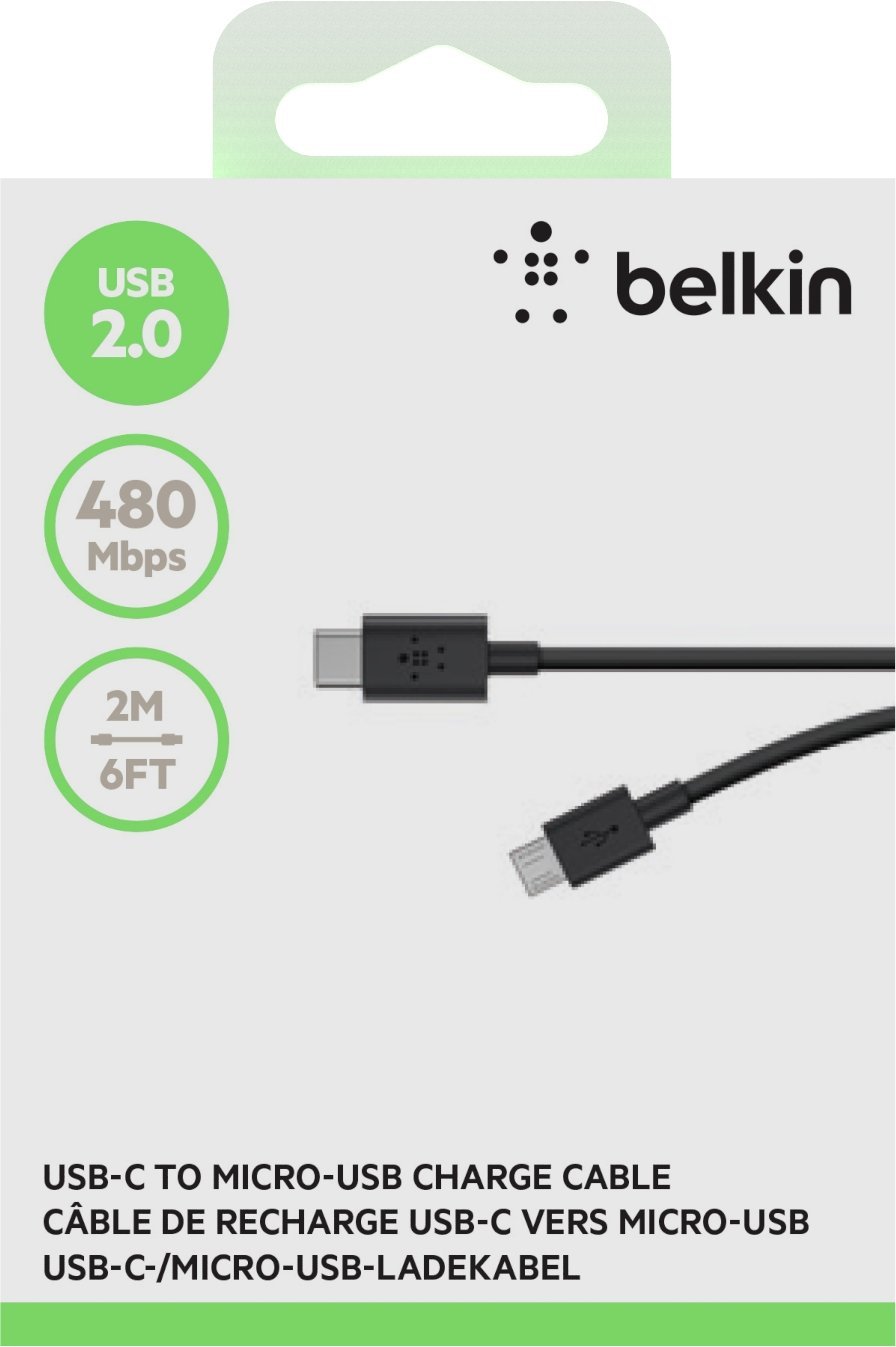 belkin
USB
2.0
480
Mbps
2M
6FT
USB-C TO MICRO-USB CHARGE CABLE
CÂBLE DE RECHARGE USB-C VERS MICRO-USB
USB-C-/MICRO-USB-LADEKABEL